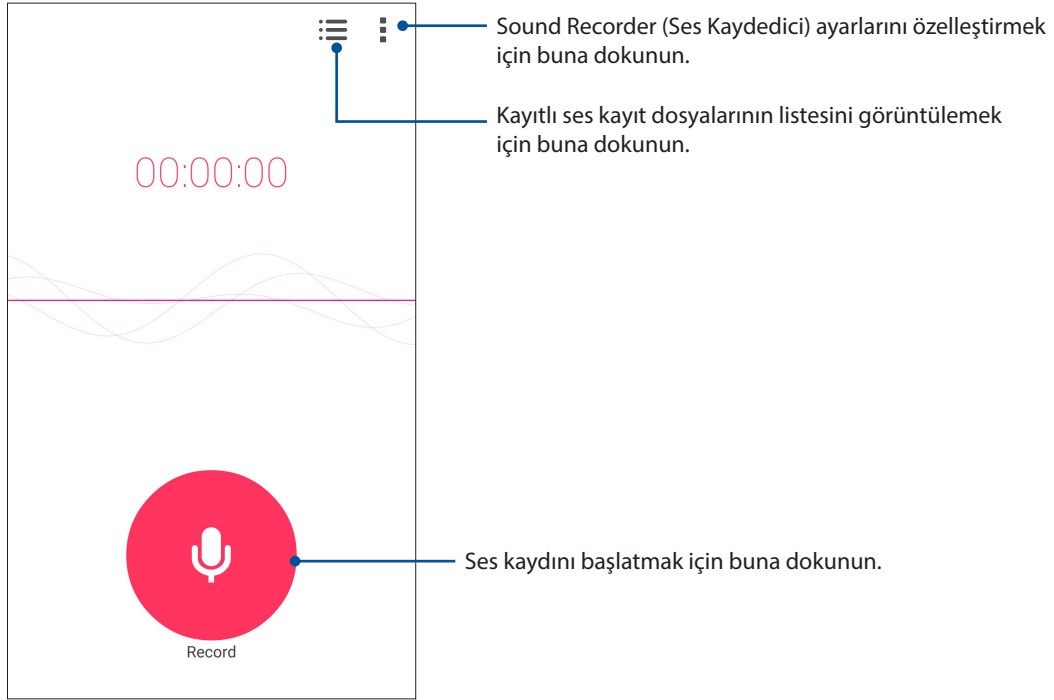 Sound Recorder (Ses Kaydedici) ayarlarını özelleştirmek
için buna dokunun.
Kayıtlı ses kayıt dosyalarının listesini görüntülemek
için buna dokunun.
00:00:00
Ses kaydını başlatmak için buna dokunun.
Record